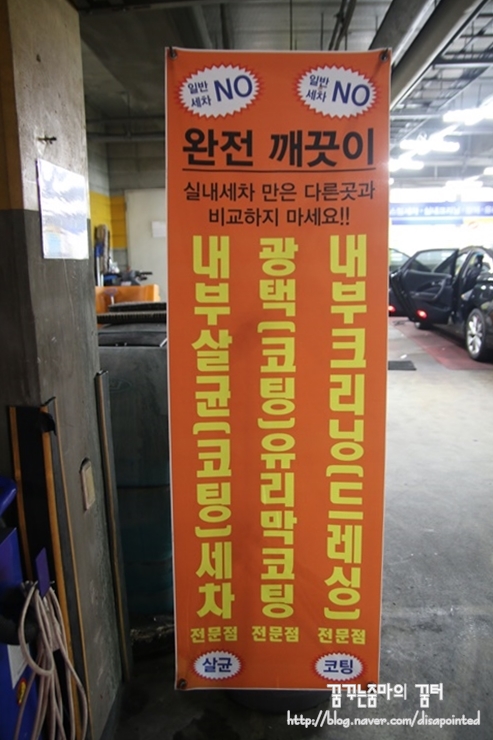 일반
세차 NO
일반
세차 NO
완전 깨끗이
실내세차 만은 다른곳과
비교하지 마세요!!
내부살균(코팅)세차
전문점
광택(코팅)유리막코팅
전문점
내부크리닝(드레싱)
전문점
살균
코팅
꿈꾸는줌마의 꿈터
http://blog.naver.com/disapointed